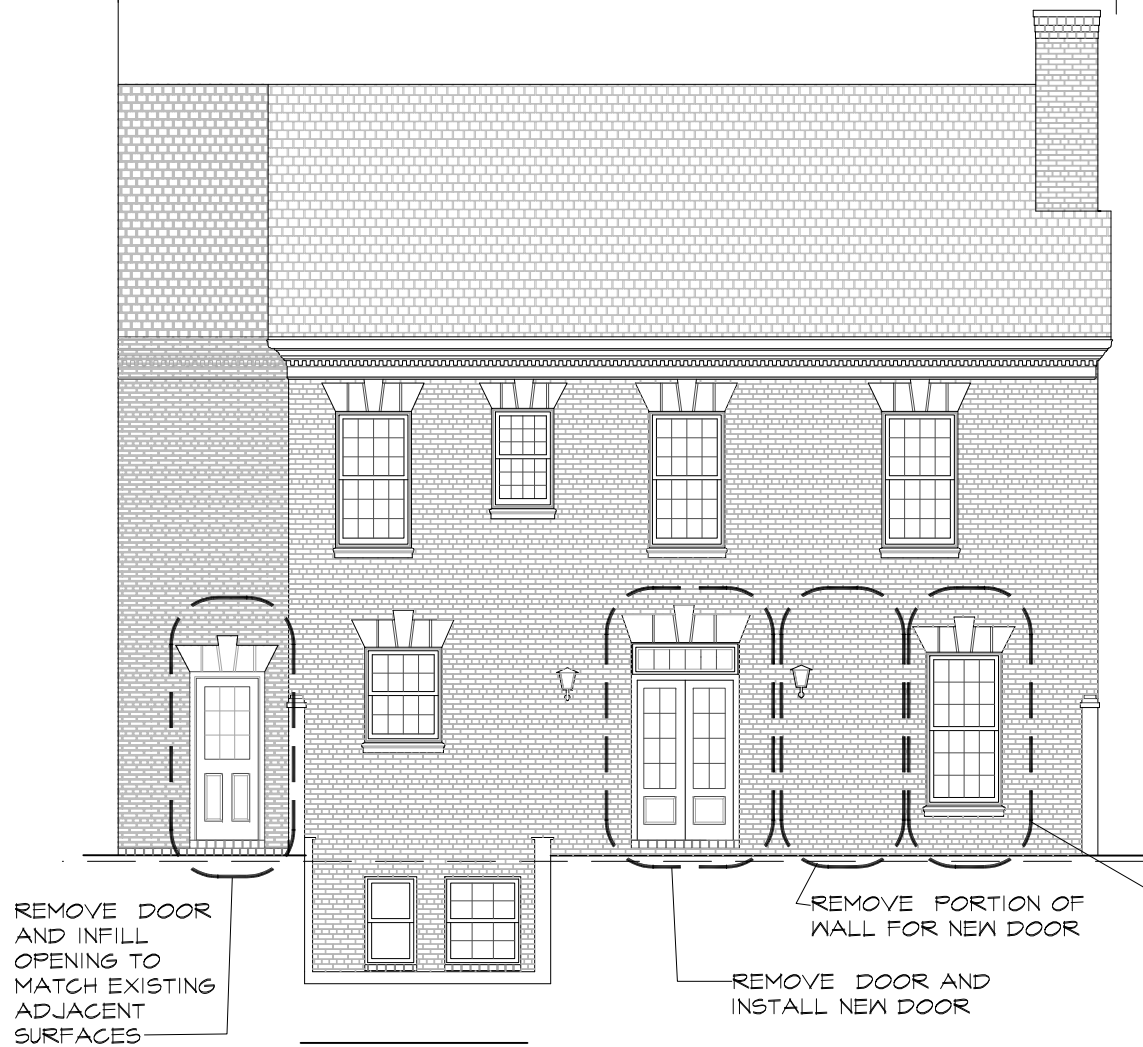 REMOVE DOOR
AND INFILL
OPENING TO
MATCH EXISTING
ADJACENT
SURFACES
REMOVE PORTION OF
WALL FOR NEW DOOR
REMOVE DOOR AND
INSTALL NEW DOOR